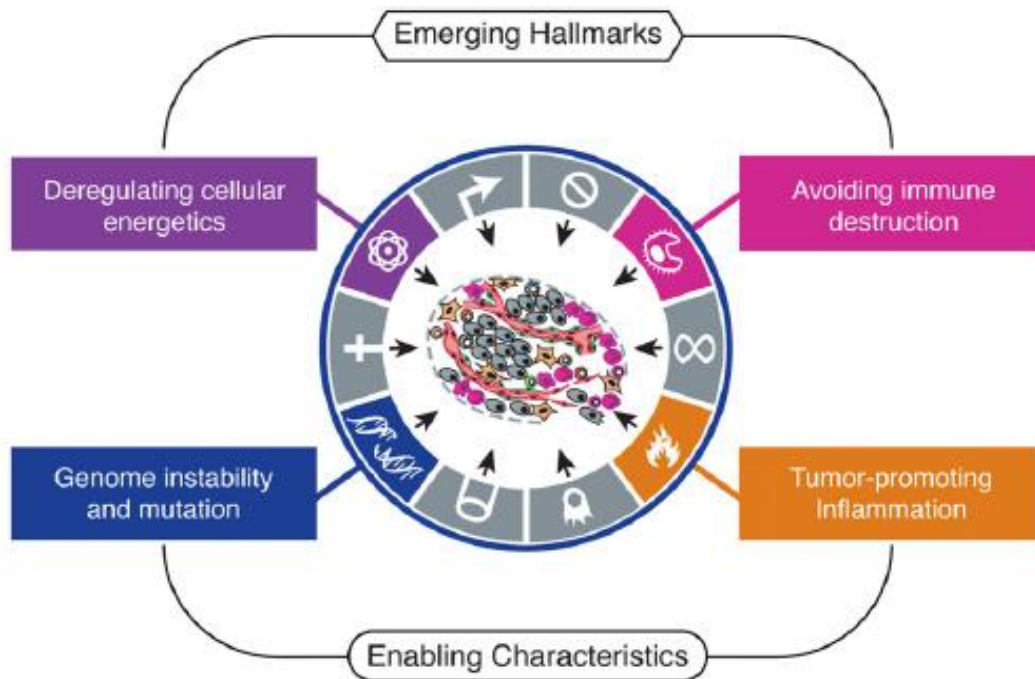 Emerging Hallmarks
Deregulating cellular
energetics
Avoiding immune
destruction
Genome instability
and mutation
Tumor-promoting
Inflammation
Enabling Characteristics